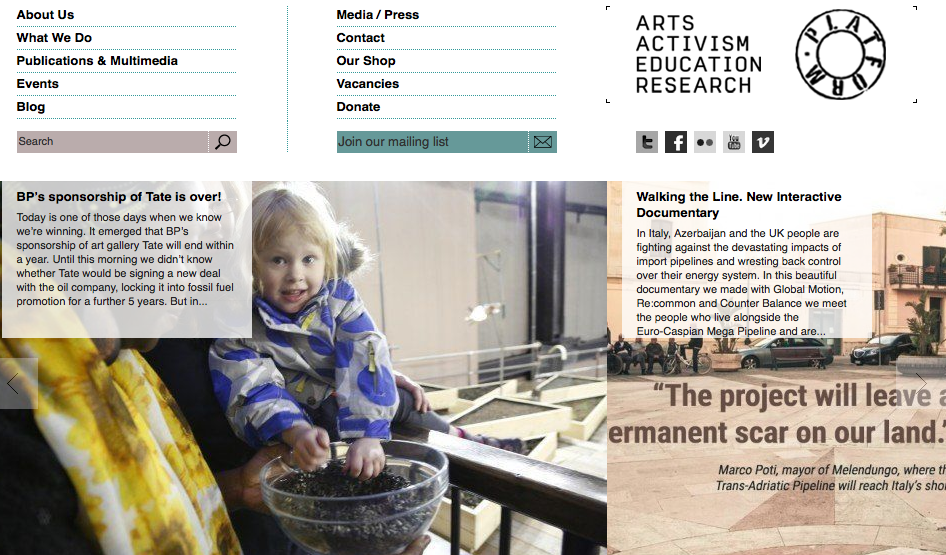 About Us
What We Do
Publications & Multimedia
Events
Blog
Search
Media / Press
Contact
Our Shop
Vacancies
Donate
Join our mailing list
ARTS
ACTIVISM
EDUCATION
RESEARCH
PLATFORM
You
Tube
BP's sponsorship of Tate is over!
Today is one of those days when we know
we're winning. It emerged that BP's
sponsorship of art gallery Tate will end within
a year. Until this morning we didn't know
whether Tate would be signing a new deal
with the oil company, locking it into fossil fuel
promotion for a further 5 years. But in...
Walking the Line. New Interactive
Documentary
In Italy, Azerbaijan and the UK people are
fighting against the devastating impacts of
import pipelines and wresting back control
over their energy system. In this beautiful
documentary we made with Global Motion,
Re:common and Counter Balance we meet
the people who live alongside the
Euro-Caspian Mega Pipeline and are...
“The project will leave a
ermanent scar on our land.”
Marco Poti, mayor of Melendungo, where th
Trans-Adriatic Pipeline will reach Italy's sho